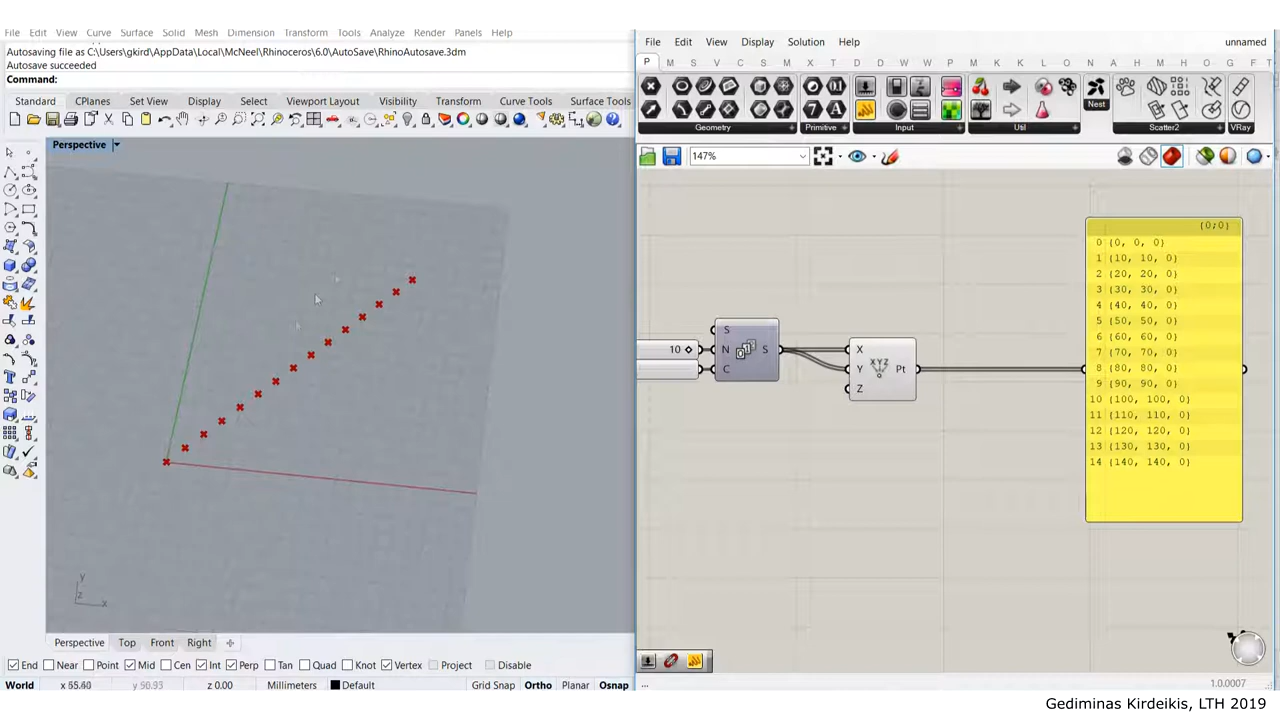 File Edit View Curve Surface Solid Mesh Dimension Transform Tools Analyze Render Panels Help
Autosaving file as C:\Users\gkird\AppData\Local\McNeel\Rhinoceros\6.0\AutoSave\RhinoAutosave.3dm
Autosave succeeded
Command:
Standard CPlanes Set View Display Select Viewport Layout Visibility Transform Curve Tools Surface Tools
Perspective
y
z x
Perspective Top Front Right
End Near Point Mid Cen Int Perp Tan Quad Knot Vertex Project Disable
World x 55.60 z 0.00 Millimeters Default Grid Snap Ortho Planar Osnap
File Edit View Display Solution Help unnamed
P M S V C S M X T D D W W K M S M K K C L N C A H H S A P E G F T
Geometry Primitive Input Util Nest Scatter2 VRay
147%
{0;0}
0 {0, 0, 0}
1 {10, 10, 0}
2 {20, 20, 0}
3 {30, 30, 0}
4 {40, 40, 0}
5 {50, 50, 0}
6 {60, 60, 0}
7 {70, 70, 0}
8 {80, 80, 0}
9 {90, 90, 0}
10 {100, 100, 0}
11 {110, 110, 0}
12 {120, 120, 0}
13 {130, 130, 0}
14 {140, 140, 0}
S
10 N S
C
X
XYZ
Y Pt
Z
...
1.0.0007
Gediminas Kirdeikis, LTH 2019